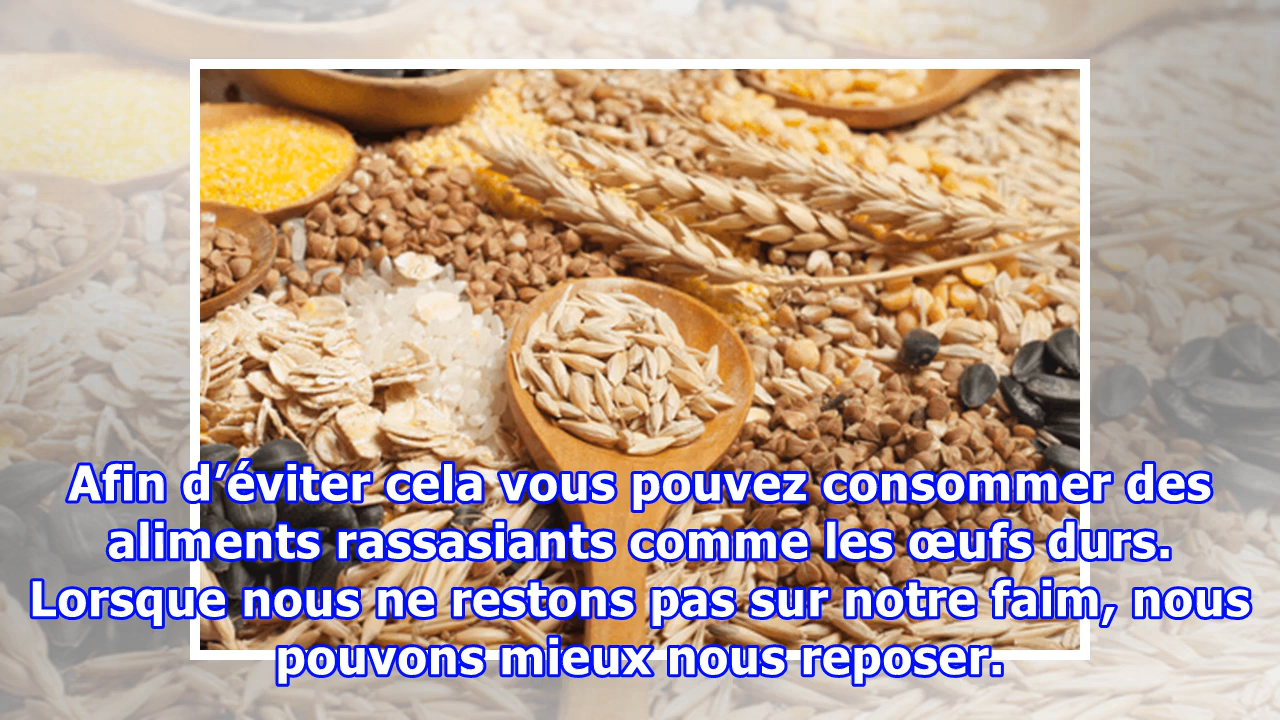 Afin d’éviter cela vous pouvez consommer des
aliments rassasiants comme les œufs durs.
Lorsque nous ne restons pas sur notre faim, nous
pouvons mieux nous reposer.